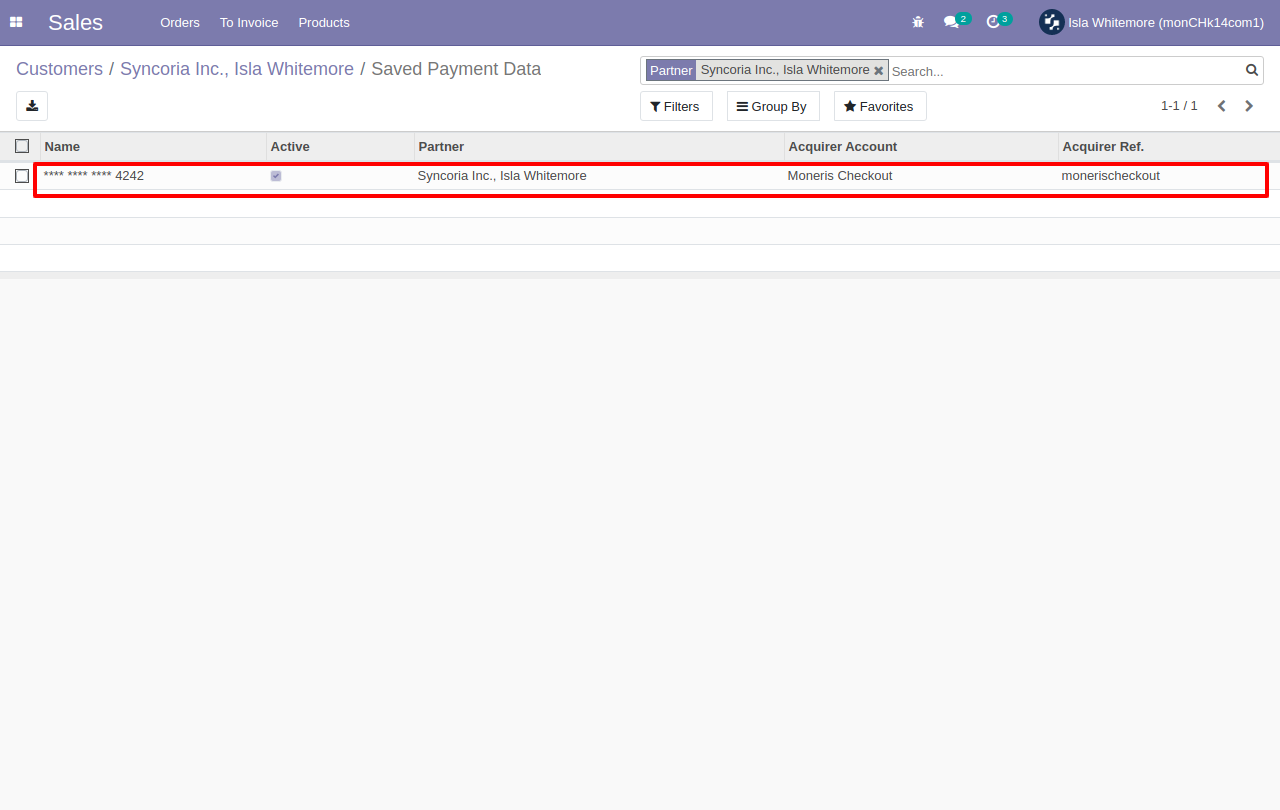 Sales Orders To Invoice Products 2 3 Isla Whitemore (monCHk14com1)
Customers / Syncoria Inc., Isla Whitemore / Saved Payment Data
Partner Syncoria Inc., Isla Whitemore Search...
Filters Group By Favorites 1-1 / 1
Name Active Partner Acquirer Account Acquirer Ref.
**** **** **** 4242 Syncoria Inc., Isla Whitemore Moneris Checkout monerischeckout